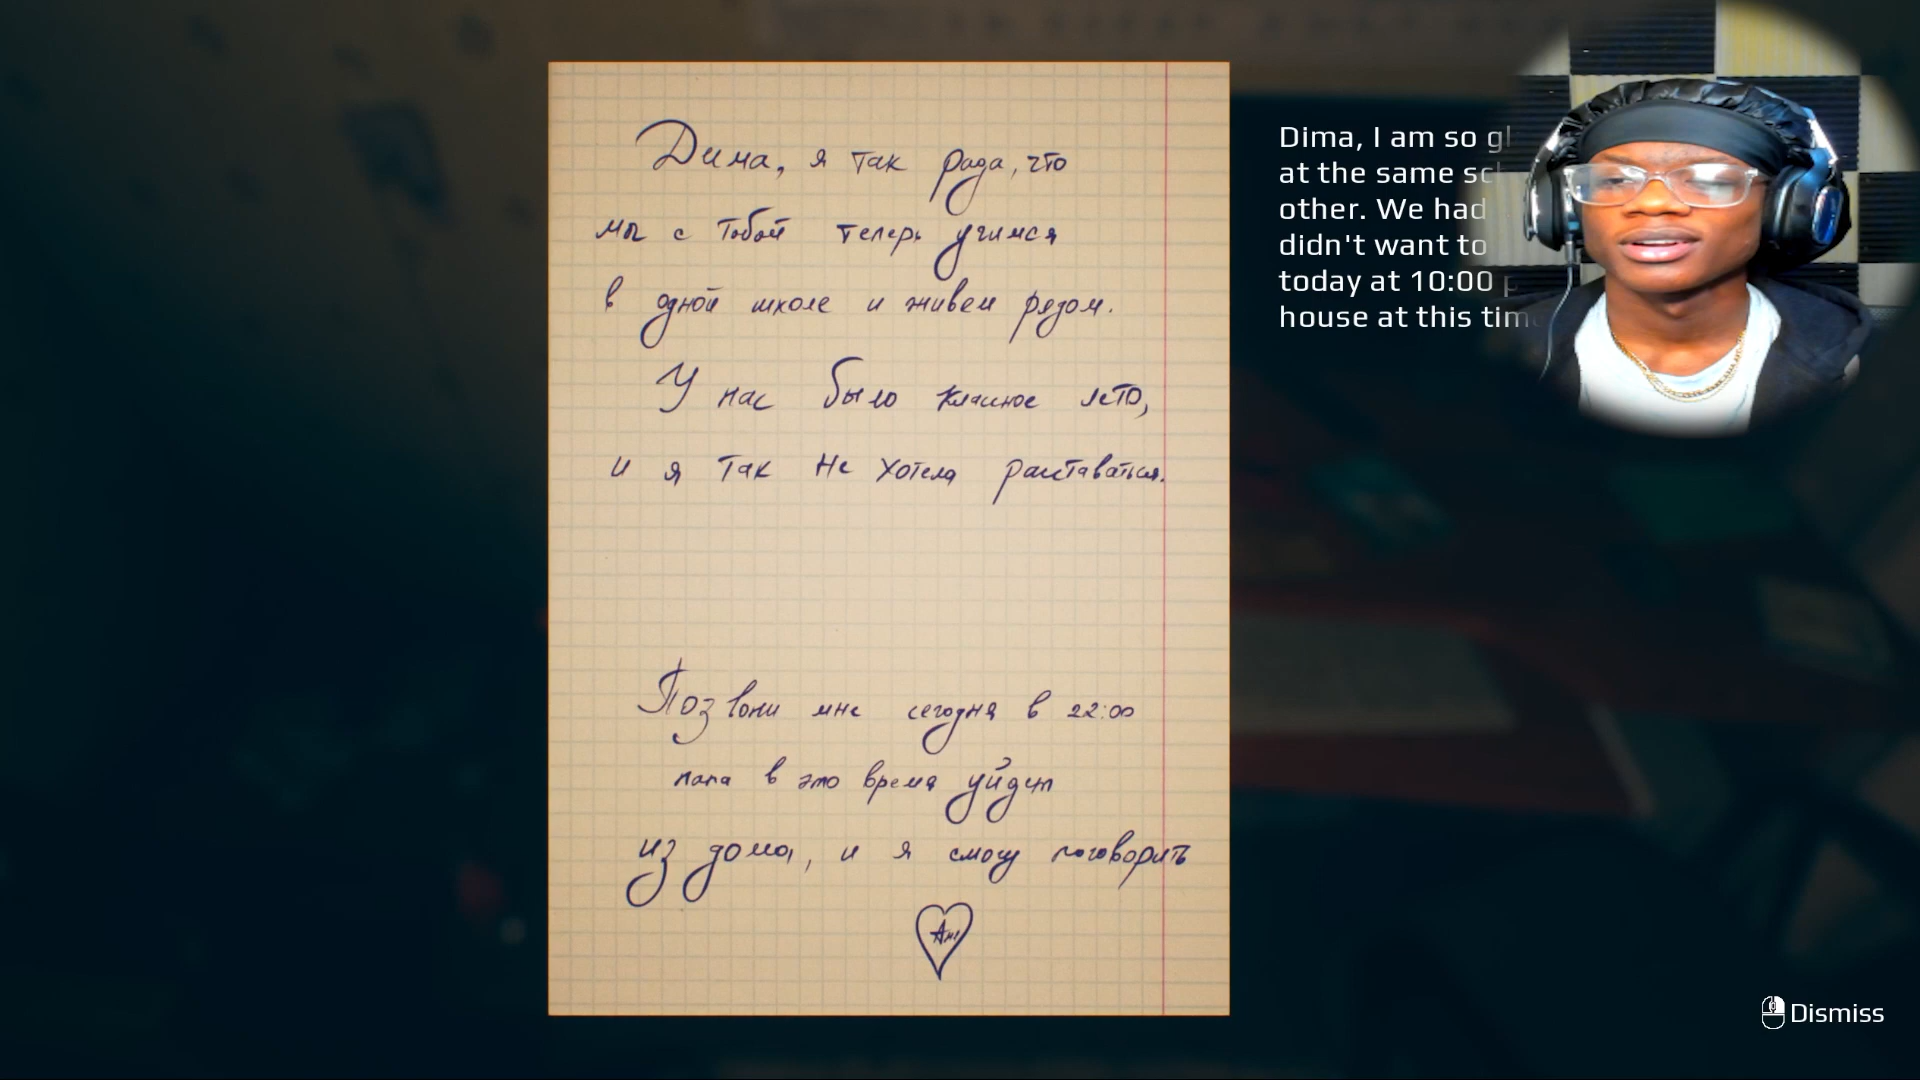 Дима, я так рада, что
мы с тобой теперь учимся
в одной школе и живем рядом.
У нас было классное лето,
и я так не хотела расставаться.
Позвони мне сегодня в 22:00
папа в это время уйдет
из дома, и я смогу поговорить
Аня
Dima, I am so gl
at the same sc
other. We had
didn't want to
today at 10:00 p
house at this tim
Dismiss